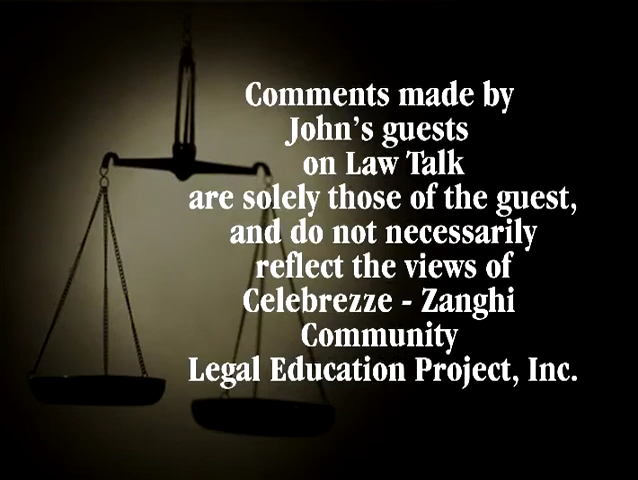 Comments made by
John's guests
on Law Talk
are solely those of the guest,
and do not necessarily
reflect the views of
Celebrezze - Zanghi
Community
Legal Education Project, Inc.